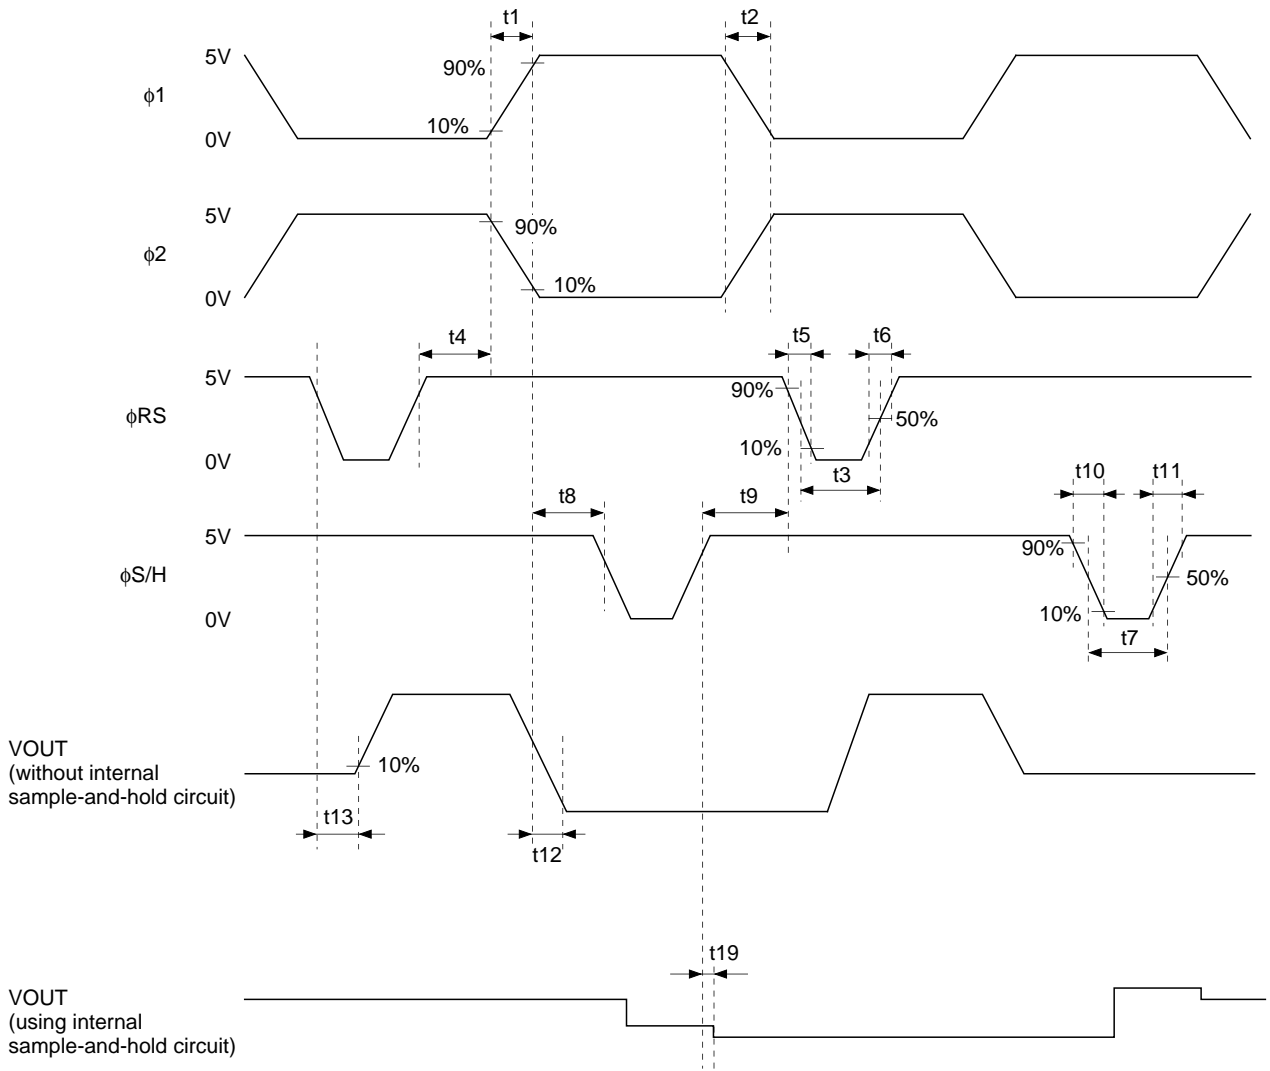 t1
t2
5V
90%
ϕ1
10%
0V
5V
90%
ϕ2
10%
0V
t4
t5
t6
5V
90%
ϕRS
50%
10%
0V
t3
t10
t11
t8
t9
5V
90%
ϕS/H
50%
10%
0V
t7
VOUT
(without internal
sample-and-hold circuit)
10%
t13
t12
t19
VOUT
(using internal
sample-and-hold circuit)